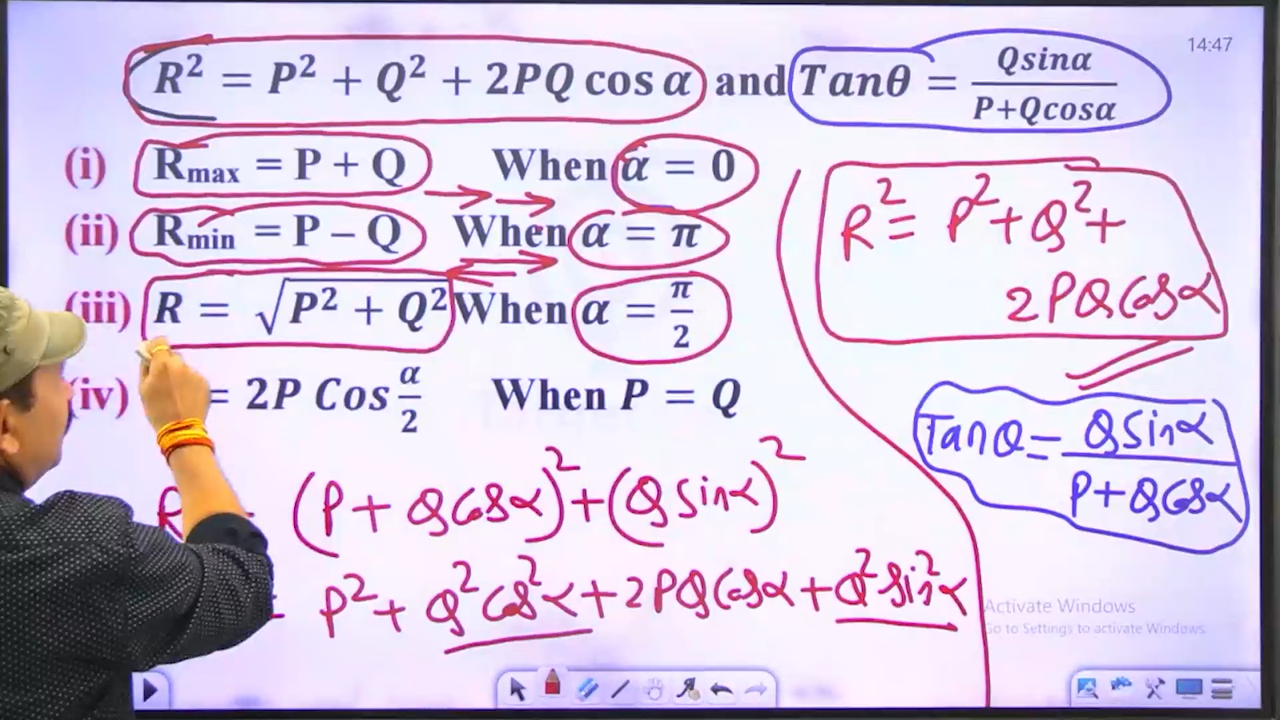 14:47
R² = P² + Q² + 2PQ cos α and Tanθ = Qsinα / P+Qcosα
(i) Rmax = P + Q When α = 0
(ii) Rmin = P − Q When α = π
(iii) R = √P² + Q² When α = π/2
(iv) = 2P Cos α/2 When P = Q
R² = P² + Q² +
2PQ Cosα
Tanθ = QSinα / P + QCosα
R = (P + QCosα)² + (QSinα)²
= P² + Q²Cos²α + 2PQCosα + Q²Sin²α
Activate Windows
Go to Settings to activate Windows.